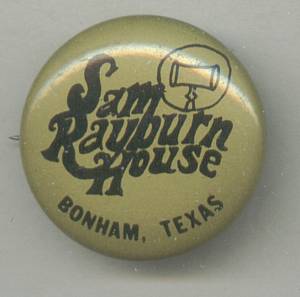 Sam
Rayburn
House
BONHAM, TEXAS